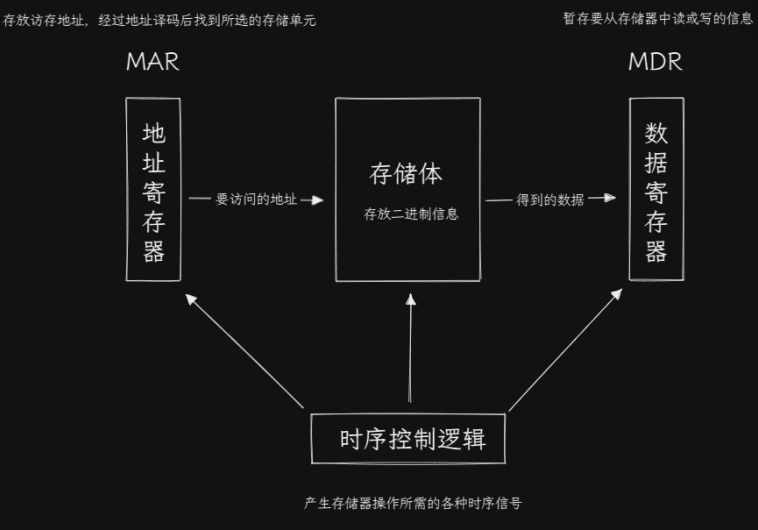 存放访存地址，经过地址译码后找到所选的存储单元
暂存要从存储器中读或写的信息
MAR
MDR
地址寄存器
要访问的地址
存储体
存放二进制信息
得到的数据
数据寄存器
时序控制逻辑
产生存储器操作所需的各种时序信号